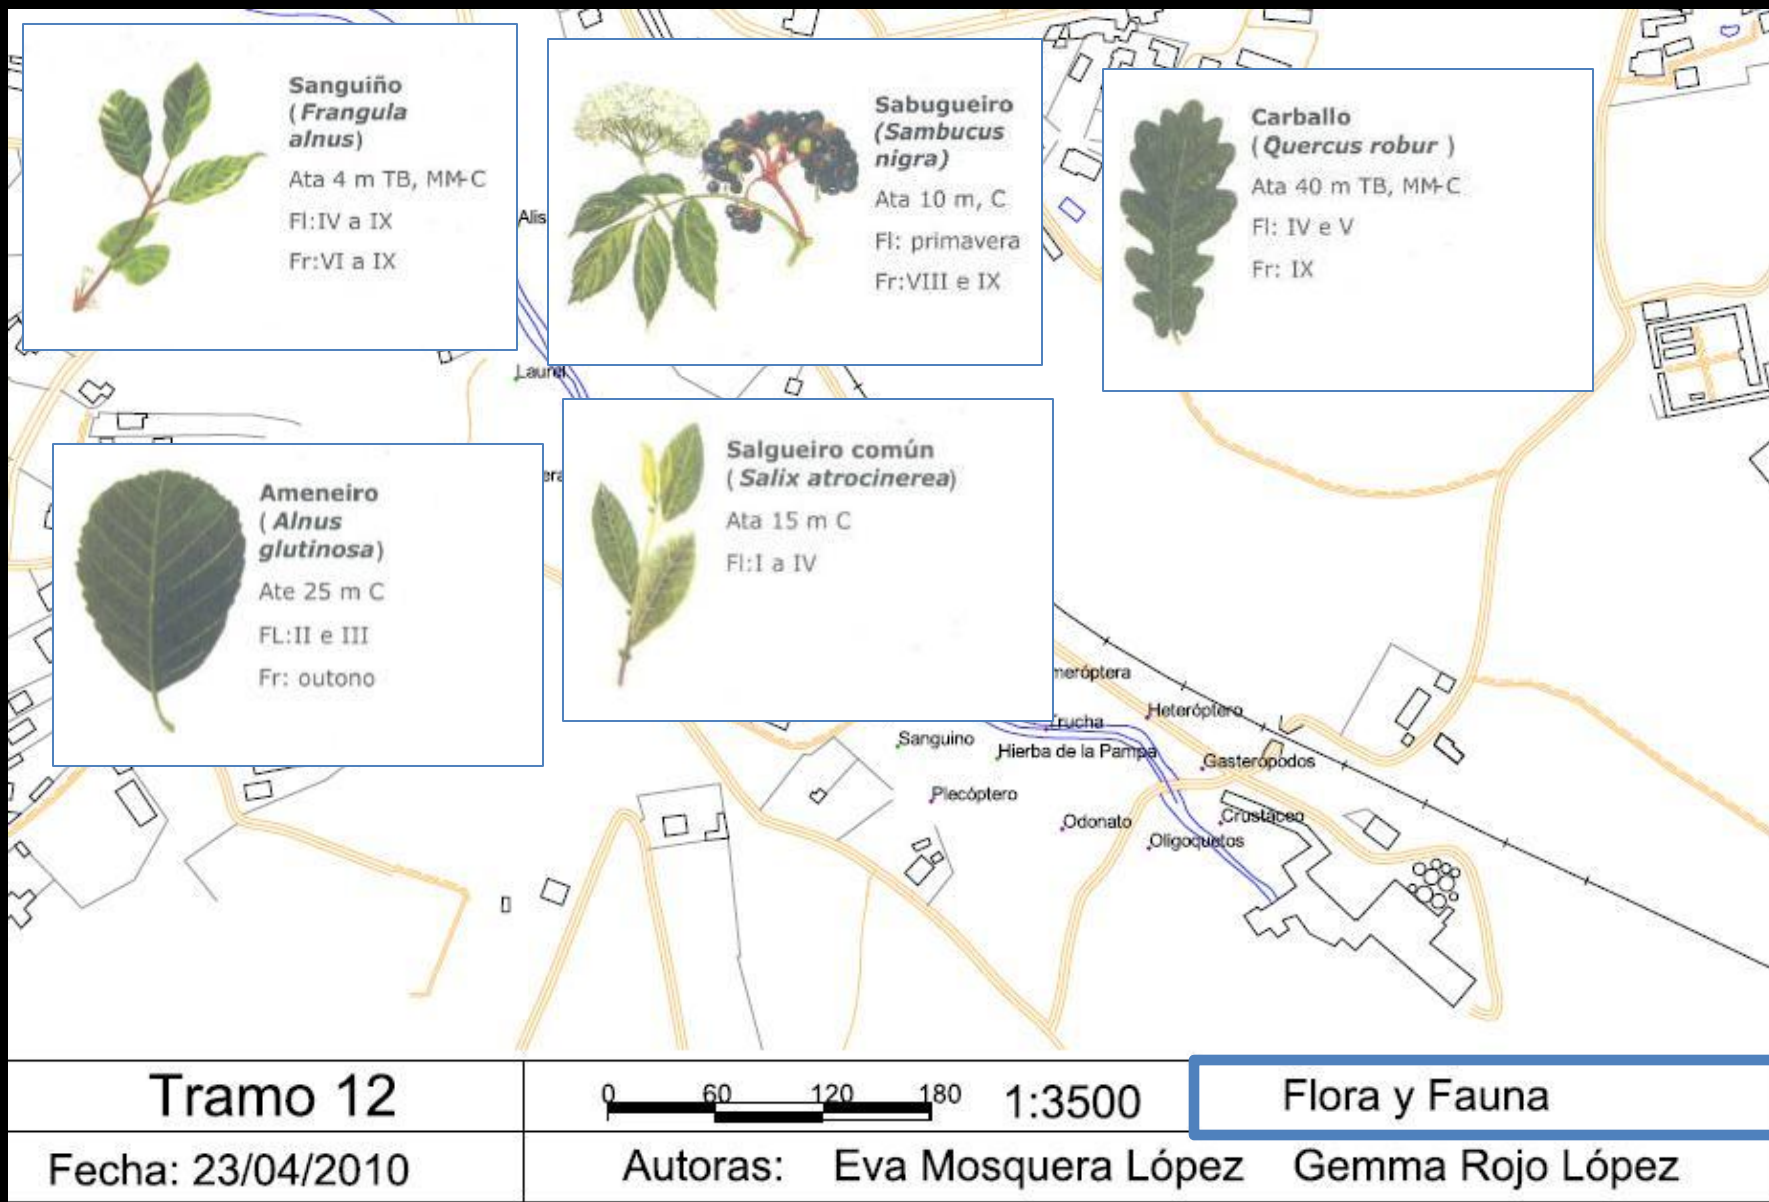 Sanguiño
(Frangula
alnus)
Ata 4 m TB, MM-C
Fl:IV a IX
Fr:VI a IX
Sabugueiro
(Sambucus
nigra)
Ata 10 m, C
Fl: primavera
Fr:VIII e IX
Carballo
(Quercus robur )
Ata 40 m TB, MM-C
Fl: IV e V
Fr: IX
Alis
Laurel
Ameneiro
(Alnus
glutinosa)
Ate 25 m C
FL:II e III
Fr: outono
era
Salgueiro común
(Salix atrocinerea)
Ata 15 m C
Fl:I a IV
meróptera
Trucha
Heteróptero
Sanguino
Hierba de la Pampa
Gasterópodos
Plecóptero
Odonato
Crustáceo
Oligoquetos
Tramo 12
0 60 120 180
1:3500
Flora y Fauna
Fecha: 23/04/2010
Autoras: Eva Mosquera López Gemma Rojo López